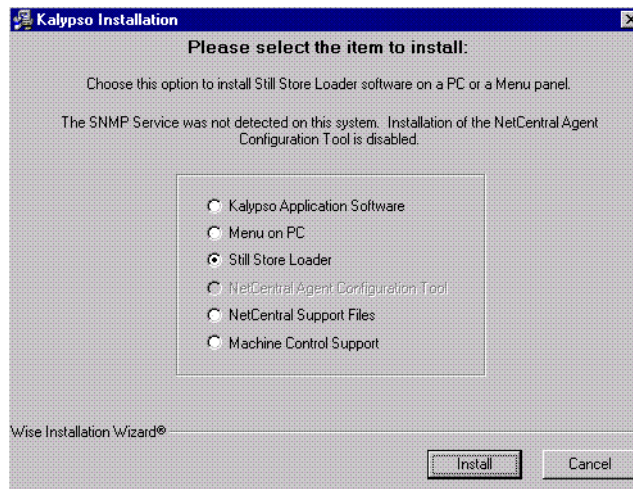 Kalypso Installation
Please select the item to install:
Choose this option to install Still Store Loader software on a PC or a Menu panel.
The SNMP Service was not detected on this system. Installation of the NetCentral Agent
Configuration Tool is disabled.
Kalypso Application Software
Menu on PC
Still Store Loader
NetCentral Agent Configuration Tool
NetCentral Support Files
Machine Control Support
Wise Installation Wizard®
Install
Cancel